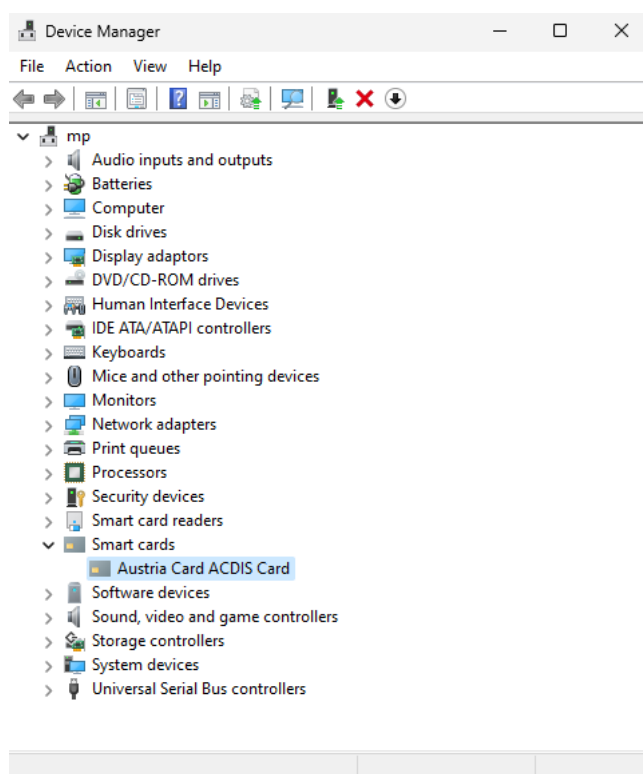 Device Manager
File Action View Help
mp
Audio inputs and outputs
Batteries
Computer
Disk drives
Display adaptors
DVD/CD-ROM drives
Human Interface Devices
IDE ATA/ATAPI controllers
Keyboards
Mice and other pointing devices
Monitors
Network adapters
Print queues
Processors
Security devices
Smart card readers
Smart cards
Austria Card ACDIS Card
Software devices
Sound, video and game controllers
Storage controllers
System devices
Universal Serial Bus controllers